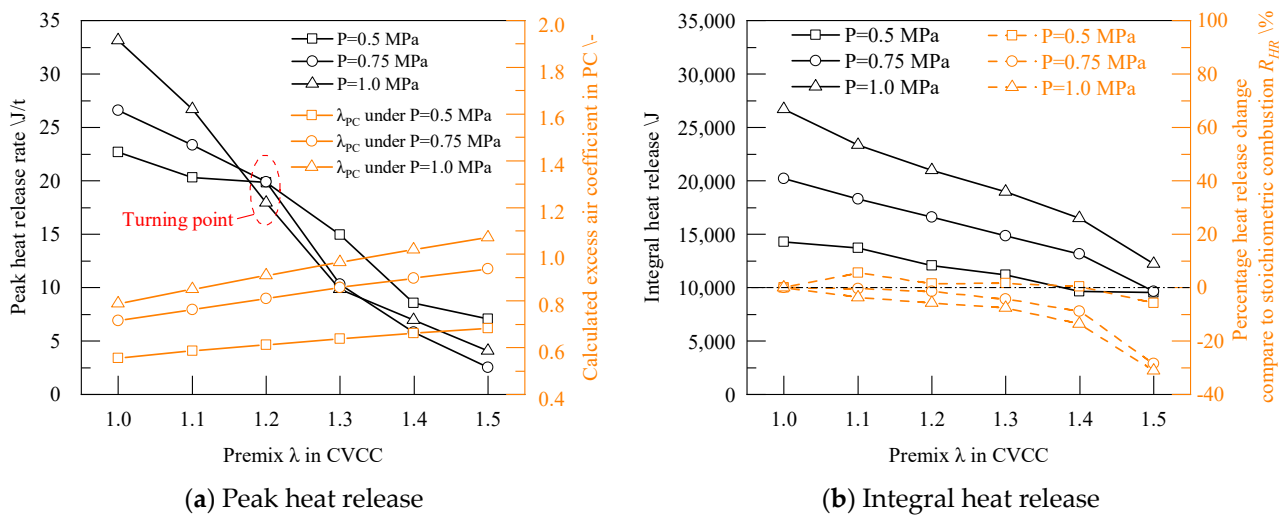 35
30
25
20
15
10
5
0
Peak heat release rate \J/t
P=0.5 MPa
P=0.75 MPa
P=1.0 MPa
λPC under P=0.5 MPa
λPC under P=0.75 MPa
λPC under P=1.0 MPa
Turning point
2.0
1.8
1.6
1.4
1.2
1.0
0.8
0.6
0.4
Calculated excess air coefficient in PC \-
1.0 1.1 1.2 1.3 1.4 1.5
Premix λ in CVCC
(a) Peak heat release
35,000
30,000
25,000
20,000
15,000
10,000
5,000
0
Integral heat release \J
P=0.5 MPa
P=0.75 MPa
P=1.0 MPa
P=0.5 MPa
P=0.75 MPa
P=1.0 MPa
100
80
60
40
20
0
-20
-40
Percentage heat release change
compare to stoichiometric combustion RHR \%
1.0 1.1 1.2 1.3 1.4 1.5
Premix λ in CVCC
(b) Integral heat release